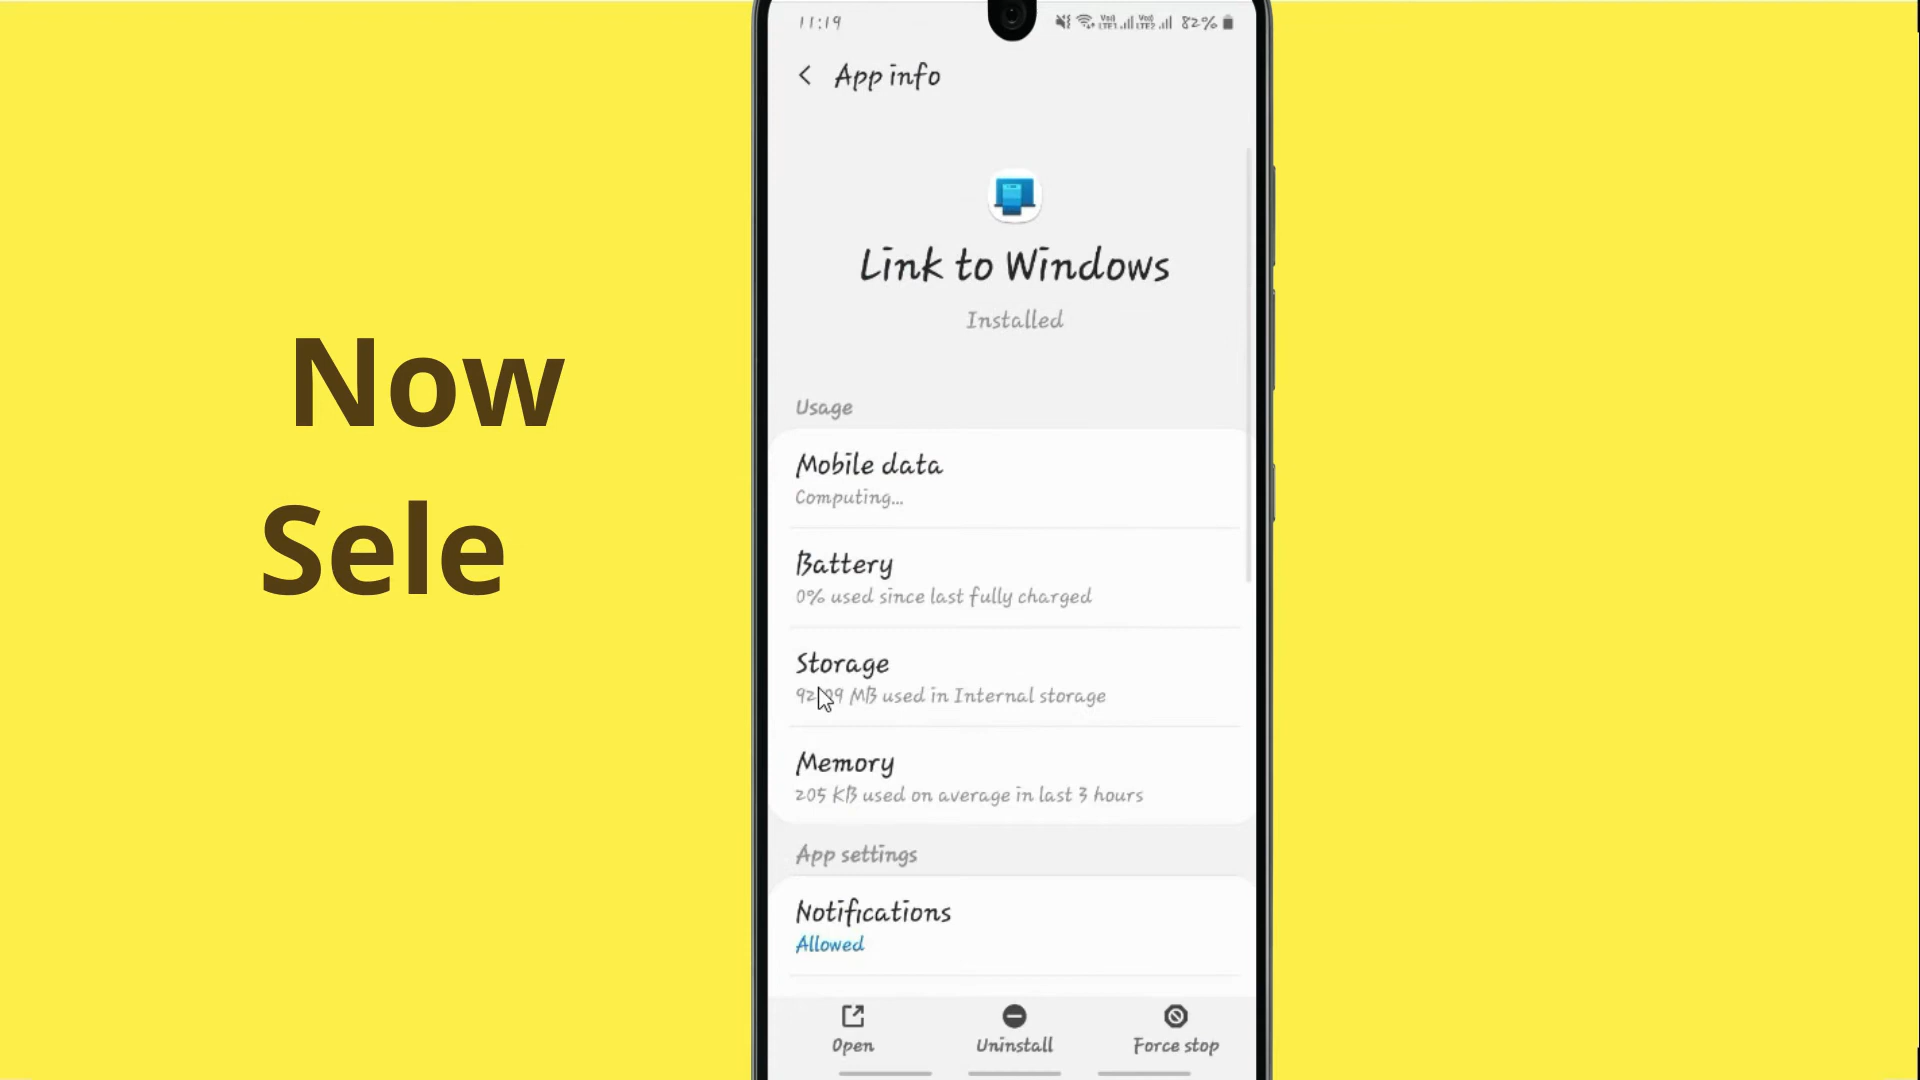 11:19
82%
App info
Link to Windows
Installed
Now
Sele
Usage
Mobile data
Computing...
Battery
0% used since last fully charged
Storage
MB used in Internal storage
Memory
205 KB used on average in last 3 hours
App settings
Notifications
Allowed
Open
Uninstall
Force stop